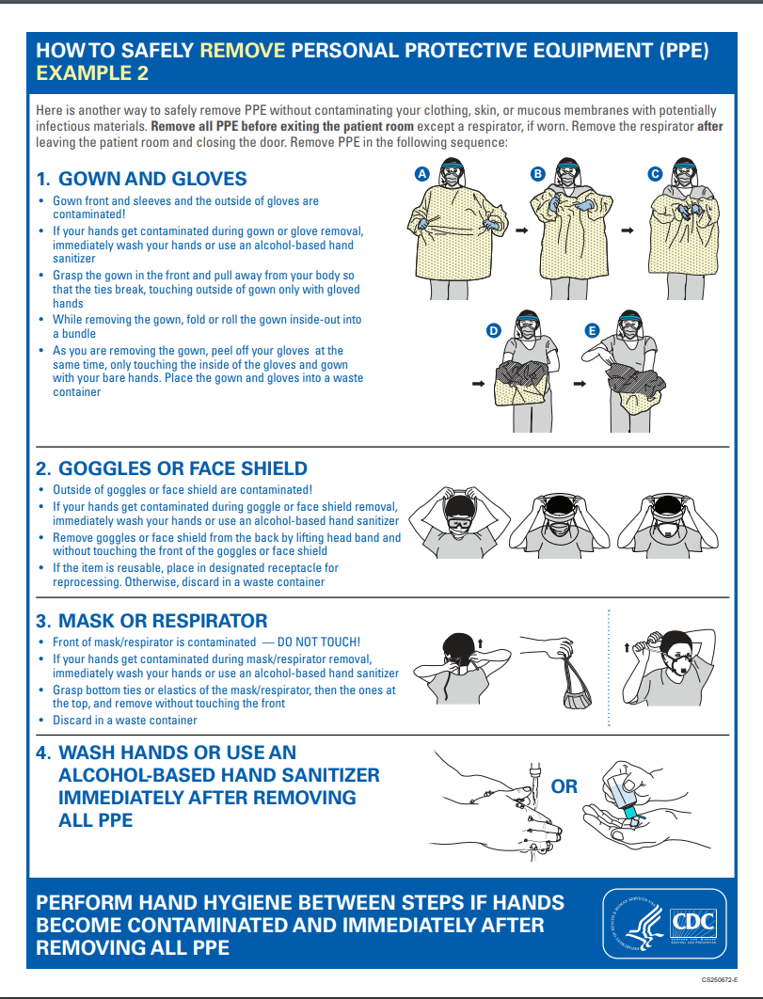 HOW TO SAFELY REMOVE PERSONAL PROTECTIVE EQUIPMENT (PPE)
EXAMPLE 2
Here is another way to safely remove PPE without contaminating your clothing, skin, or mucous membranes with potentially
infectious materials. Remove all PPE before exiting the patient room except a respirator, if worn. Remove the respirator after
leaving the patient room and closing the door. Remove PPE in the following sequence:
1. GOWN AND GLOVES
• Gown front and sleeves and the outside of gloves are
contaminated!
• If your hands get contaminated during gown or glove removal,
immediately wash your hands or use an alcohol-based hand
sanitizer
• Grasp the gown in the front and pull away from your body so
that the ties break, touching outside of gown only with gloved
hands
• While removing the gown, fold or roll the gown inside-out into
a bundle
• As you are removing the gown, peel off your gloves at the
same time, only touching the inside of the gloves and gown
with your bare hands. Place the gown and gloves into a waste
container
A
B
C
D
E
2. GOGGLES OR FACE SHIELD
• Outside of goggles or face shield are contaminated!
• If your hands get contaminated during goggle or face shield removal,
immediately wash your hands or use an alcohol-based hand sanitizer
• Remove goggles or face shield from the back by lifting head band and
without touching the front of the goggles or face shield
• If the item is reusable, place in designated receptacle for
reprocessing. Otherwise, discard in a waste container
3. MASK OR RESPIRATOR
• Front of mask/respirator is contaminated — DO NOT TOUCH!
• If your hands get contaminated during mask/respirator removal,
immediately wash your hands or use an alcohol-based hand sanitizer
• Grasp bottom ties or elastics of the mask/respirator, then the ones at
the top, and remove without touching the front
• Discard in a waste container
4. WASH HANDS OR USE AN
ALCOHOL-BASED HAND SANITIZER
IMMEDIATELY AFTER REMOVING
ALL PPE
OR
PERFORM HAND HYGIENE BETWEEN STEPS IF HANDS
BECOME CONTAMINATED AND IMMEDIATELY AFTER
REMOVING ALL PPE
DEPARTMENT OF HEALTH & HUMAN SERVICES • USA
CDC
CENTERS FOR DISEASE
CONTROL AND PREVENTION
CS250672-E